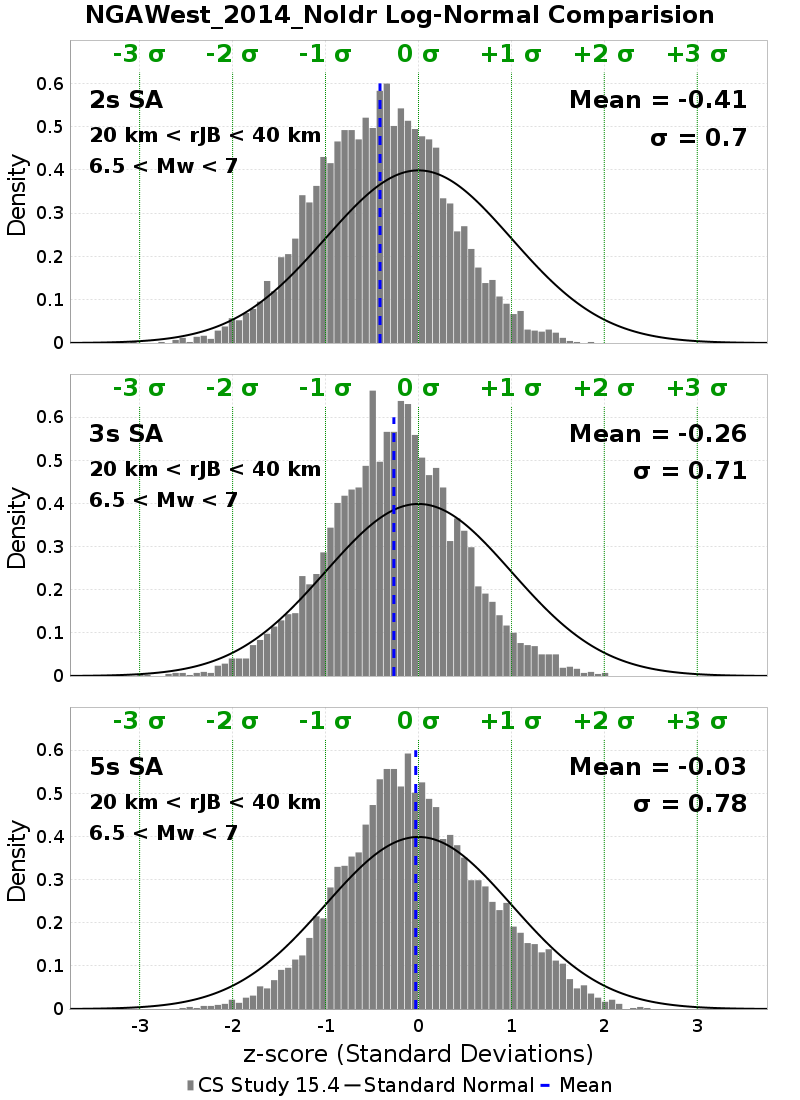 NGAWest_2014_NoIdr Log-Normal Comparision
-3 σ -2 σ -1 σ 0 σ +1 σ +2 σ +3 σ
0.6
2s SA Mean = -0.41
0.5
20 km < rJB < 40 km σ = 0.7
6.5 < Mw < 7
0.4
0.3
0.2
0.1
0
Density
-3 σ -2 σ -1 σ 0 σ +1 σ +2 σ +3 σ
0.6
3s SA Mean = -0.26
0.5
20 km < rJB < 40 km σ = 0.71
6.5 < Mw < 7
0.4
0.3
0.2
0.1
0
Density
-3 σ -2 σ -1 σ 0 σ +1 σ +2 σ +3 σ
0.6
5s SA Mean = -0.03
0.5
20 km < rJB < 40 km σ = 0.78
6.5 < Mw < 7
0.4
0.3
0.2
0.1
0
Density
-3 -2 -1 0 1 2 3
z-score (Standard Deviations)
CS Study 15.4 Standard Normal Mean